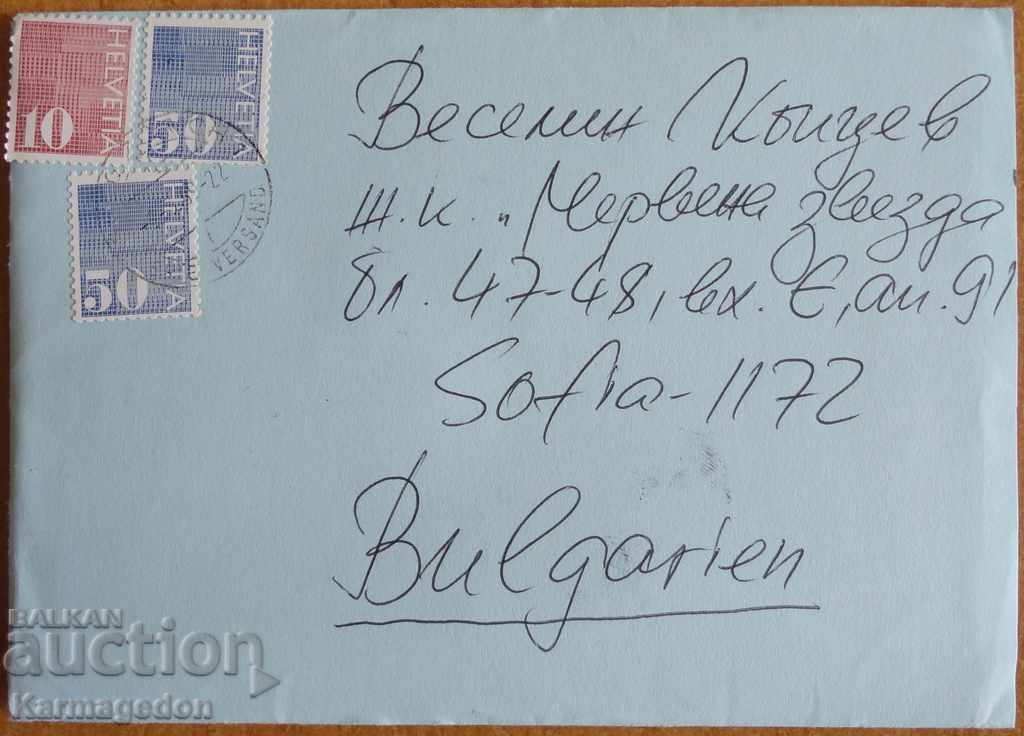 HELVETIA
10
HELVETIA
50
HELVETIA
50
VERSAND
-22
Веселин Кънчев
ж.к. „Червена звезда
бл. 47-48, вх. Е, ап. 91
Sofia-1172
Bulgarien
BALKAN
auction
Karmagedon